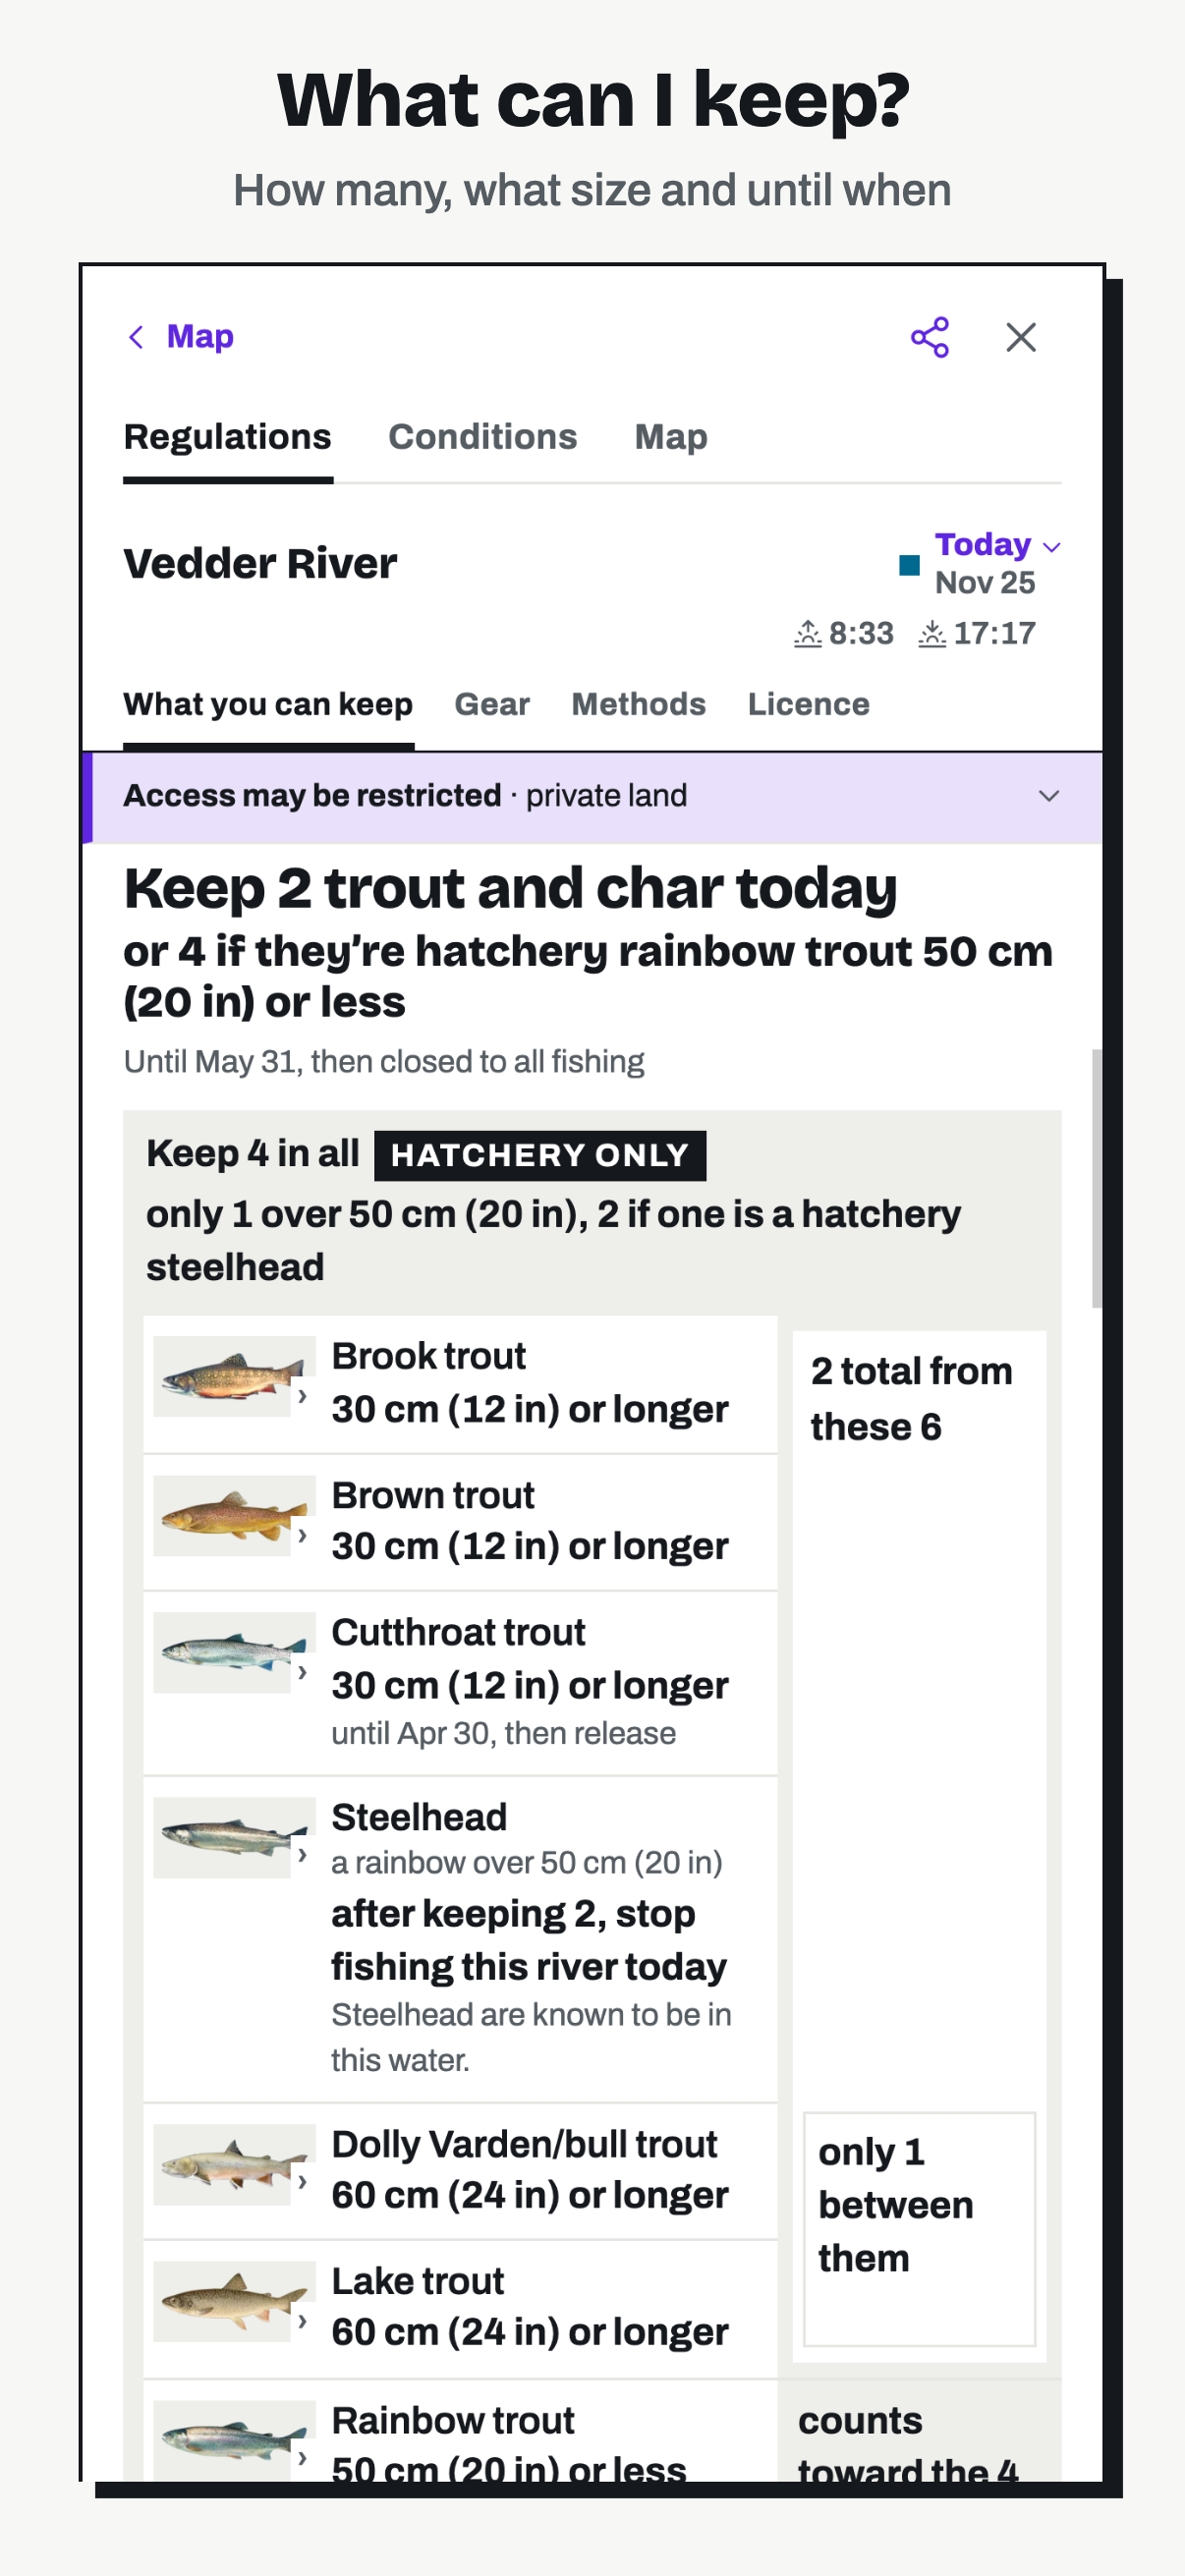 What can I keep?
How many, what size and until when
Map
Regulations Conditions Map
Vedder River
Today
Nov 25
8:33 17:17
What you can keep Gear Methods Licence
Access may be restricted · private land
Keep 2 trout and char today
or 4 if they’re hatchery rainbow trout 50 cm
(20 in) or less
Until May 31, then closed to all fishing
Keep 4 in all HATCHERY ONLY
only 1 over 50 cm (20 in), 2 if one is a hatchery
steelhead
Brook trout
30 cm (12 in) or longer
2 total from
these 6
Brown trout
30 cm (12 in) or longer
Cutthroat trout
30 cm (12 in) or longer
until Apr 30, then release
Steelhead
a rainbow over 50 cm (20 in)
after keeping 2, stop
fishing this river today
Steelhead are known to be in
this water.
Dolly Varden/bull trout
60 cm (24 in) or longer
only 1
between
them
Lake trout
60 cm (24 in) or longer
Rainbow trout
50 cm (20 in) or less
counts
toward the 4